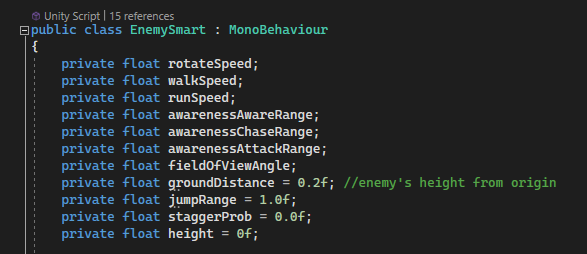 Unity Script | 15 references
public class EnemySmart : MonoBehaviour
{
private float rotateSpeed;
private float walkSpeed;
private float runSpeed;
private float awarenessAwareRange;
private float awarenessChaseRange;
private float awarenessAttackRange;
private float fieldOfViewAngle;
private float groundDistance = 0.2f; //enemy's height from origin
private float jumpRange = 1.0f;
private float staggerProb = 0.0f;
private float height = 0f;